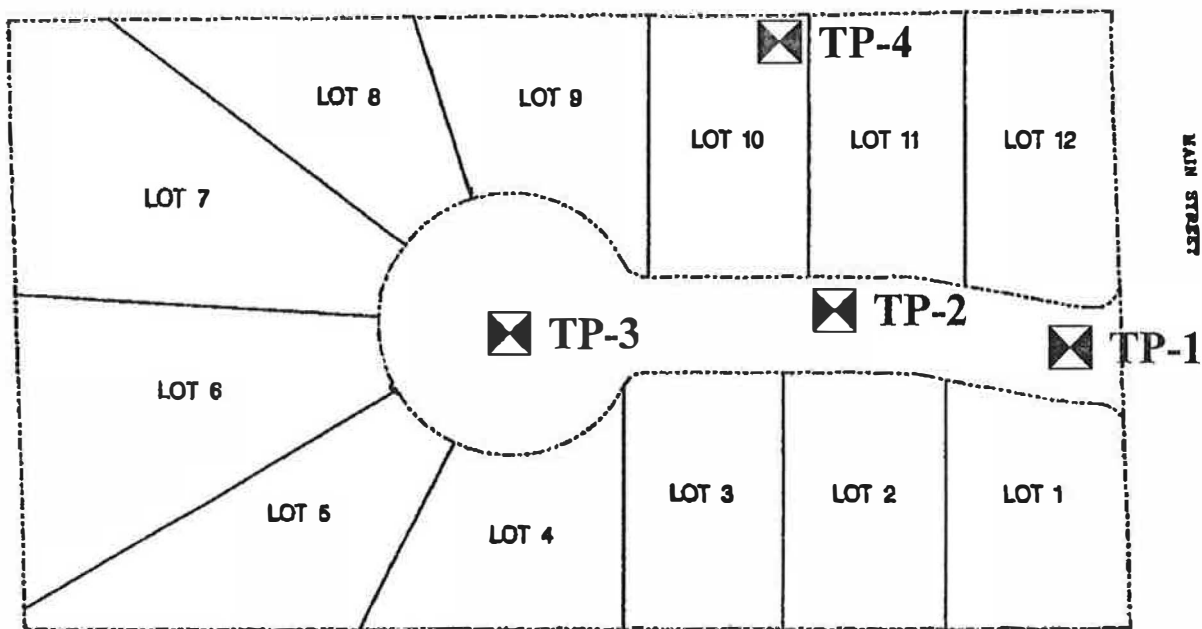 TP-4
LOT 8
LOT 9
LOT 10
LOT 11
LOT 12
MAIN STREET
LOT 7
TP-3
TP-2
TP-1
LOT 6
LOT 5
LOT 4
LOT 3
LOT 2
LOT 1